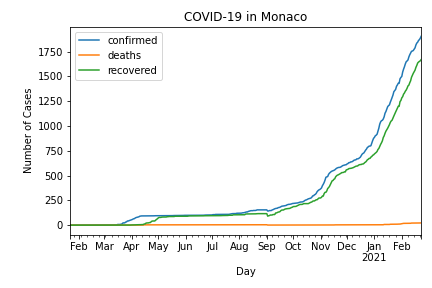 COVID-19 in Monaco
confirmed
deaths
recovered
Number of Cases
1750
1500
1250
1000
750
500
250
0
Feb Mar Apr May Jun Jul Aug Sep Oct Nov Dec Jan Feb
2021
Day